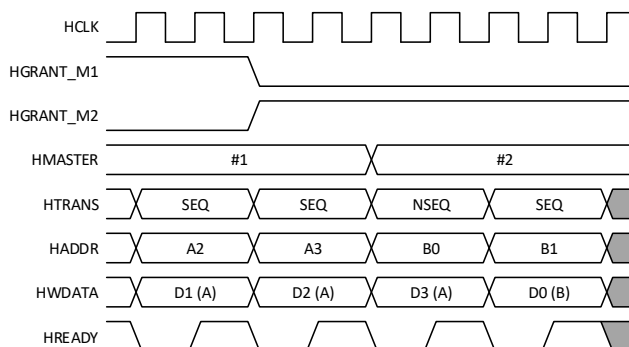 HCLK
HGRANT_M1
HGRANT_M2
HMASTER #1 #2
HTRANS SEQ SEQ NSEQ SEQ
HADDR A2 A3 B0 B1
HWDATA D1 (A) D2 (A) D3 (A) D0 (B)
HREADY